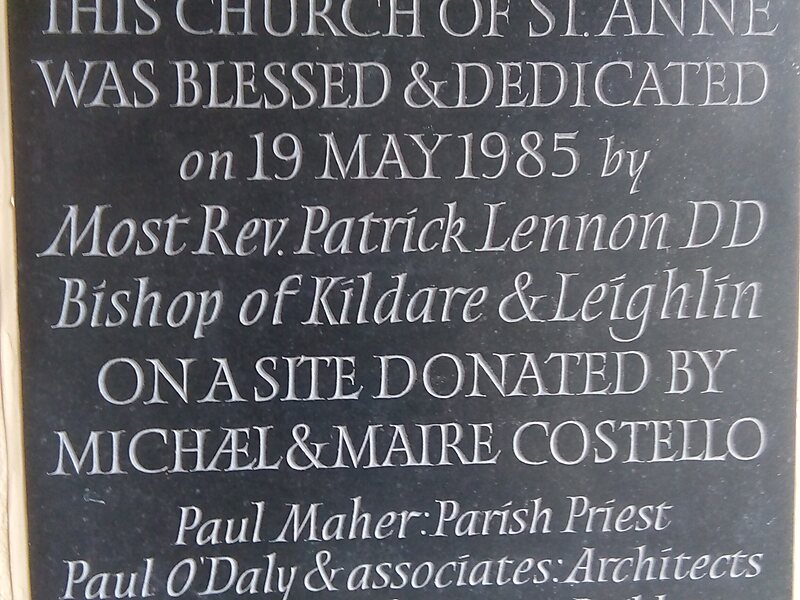 THIS CHURCH OF ST. ANNE
WAS BLESSED & DEDICATED
on 19 MAY 1985 by
Most Rev. Patrick Lennon DD
Bishop of Kildare & Leighlin
ON A SITE DONATED BY
MICHÆL & MAIRE COSTELLO
Paul Maher: Parish Priest
Paul O'Daly & associates: Architects